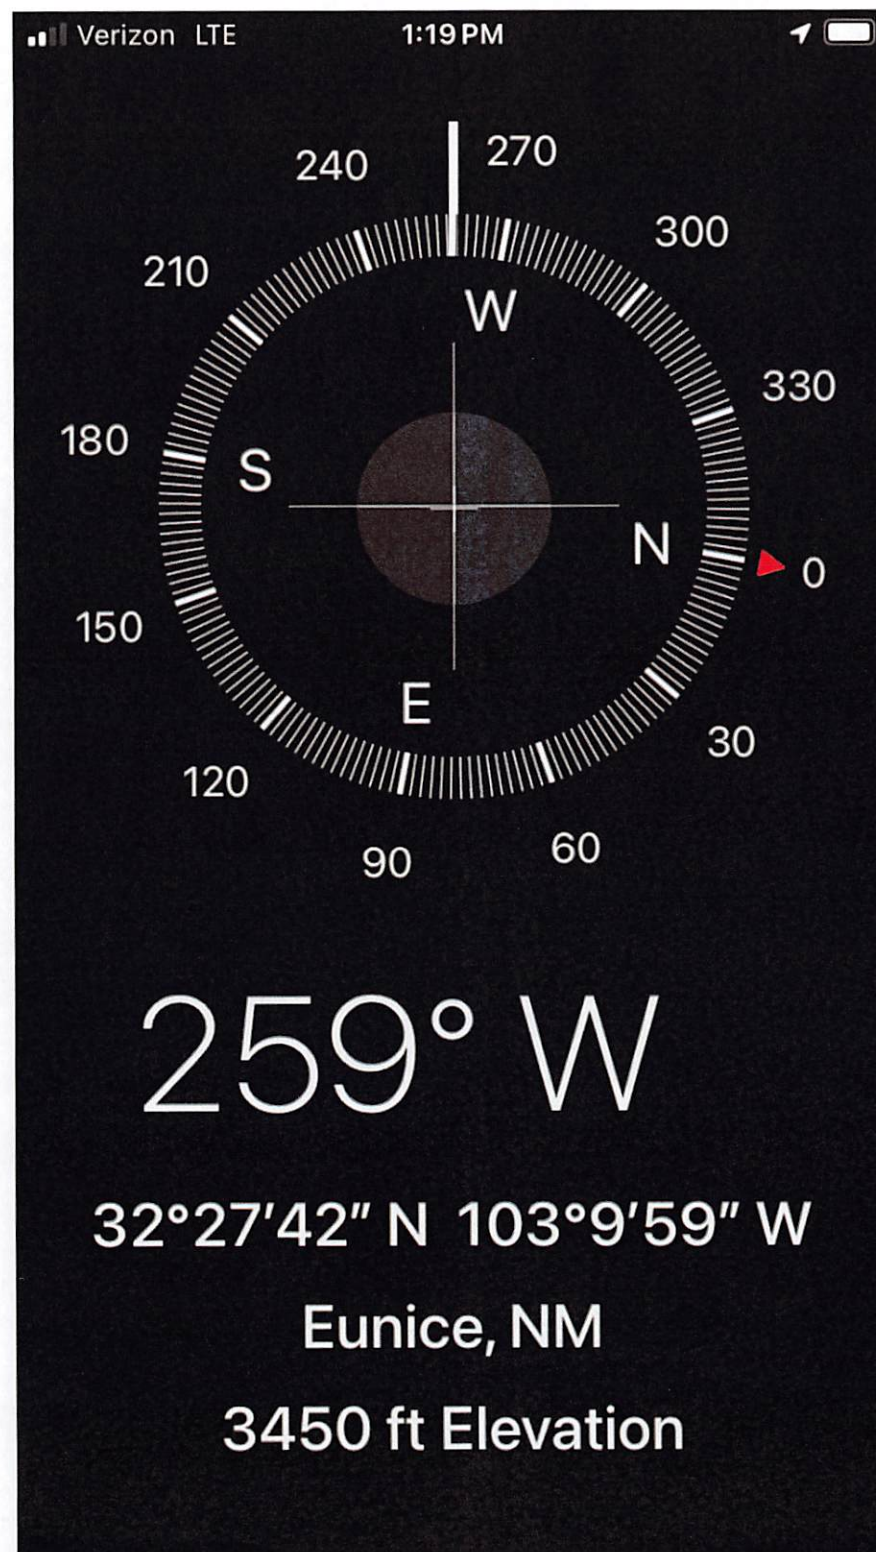 Verizon LTE 1:19 PM
240 270
210 300
180 330
W
S
N 0
150
E
120 30
90 60
259° W
32°27′42″ N 103°9′59″ W
Eunice, NM
3450 ft Elevation